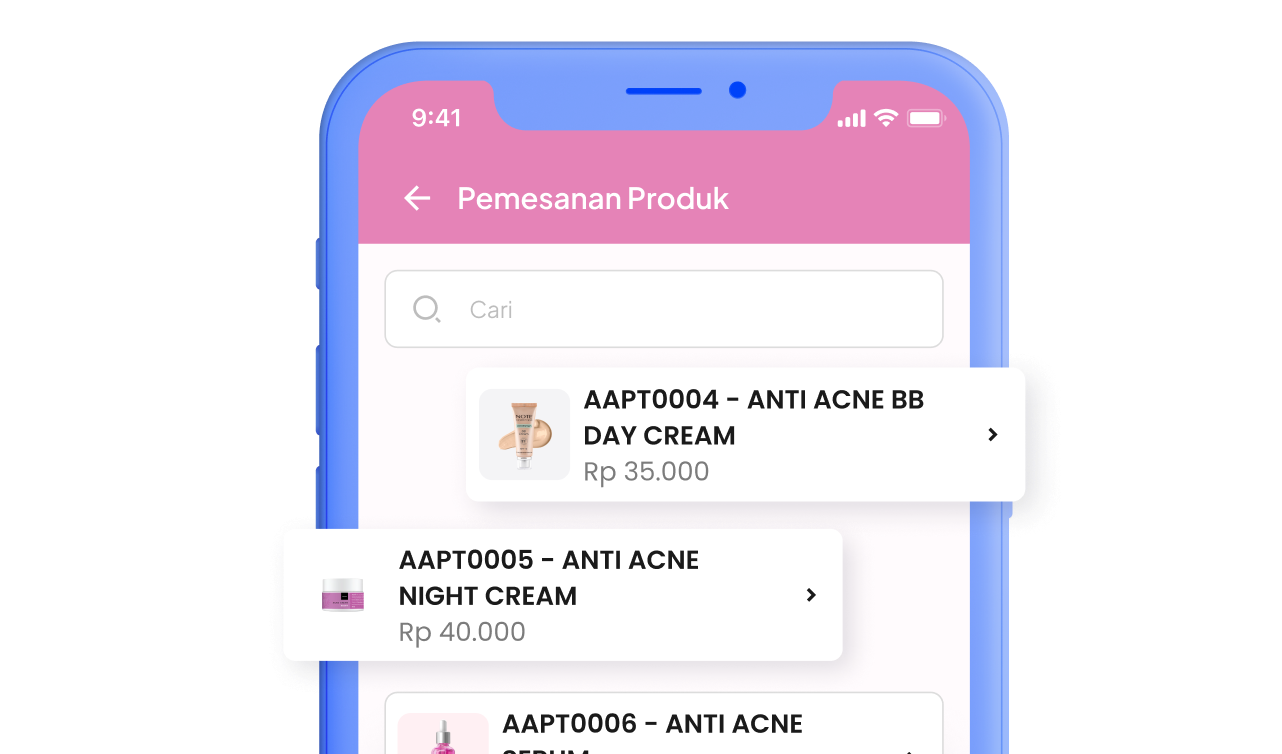 9:41
Pemesanan Produk
Cari
AAPT0004 - ANTI ACNE BB
DAY CREAM
Rp 35.000
AAPT0005 - ANTI ACNE
NIGHT CREAM
Rp 40.000
AAPT0006 - ANTI ACNE
SERUM